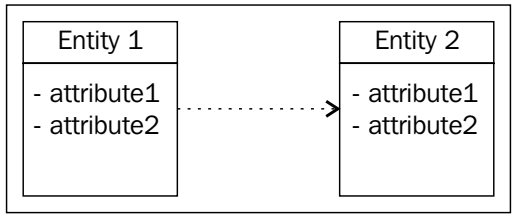 Entity 1
- attribute1
- attribute2
Entity 2
- attribute1
- attribute2